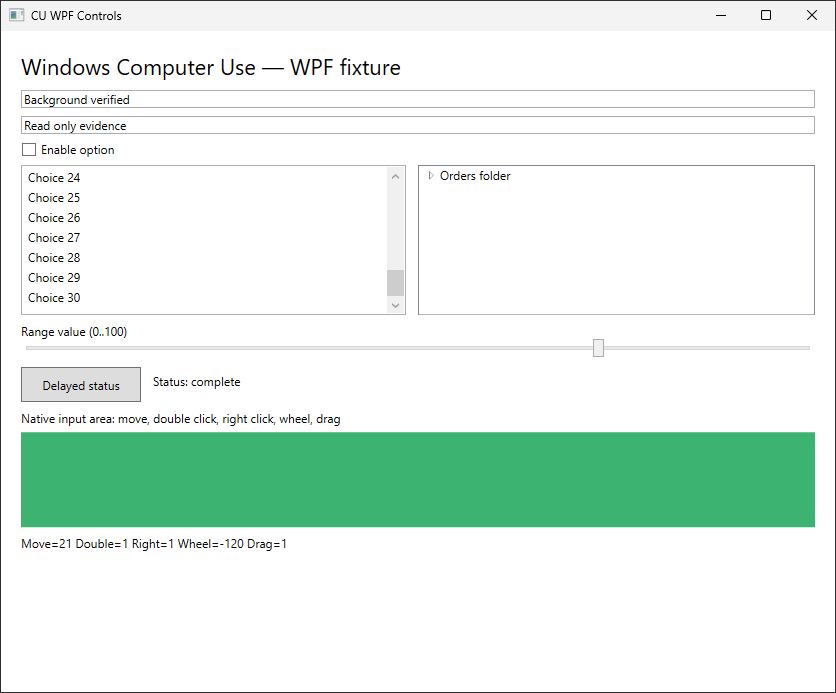 CU WPF Controls
Windows Computer Use — WPF fixture
Background verified
Read only evidence
Enable option
Choice 24
Choice 25
Choice 26
Choice 27
Choice 28
Choice 29
Choice 30
Orders folder
Range value (0..100)
Delayed status
Status: complete
Native input area: move, double click, right click, wheel, drag
Move=21 Double=1 Right=1 Wheel=-120 Drag=1